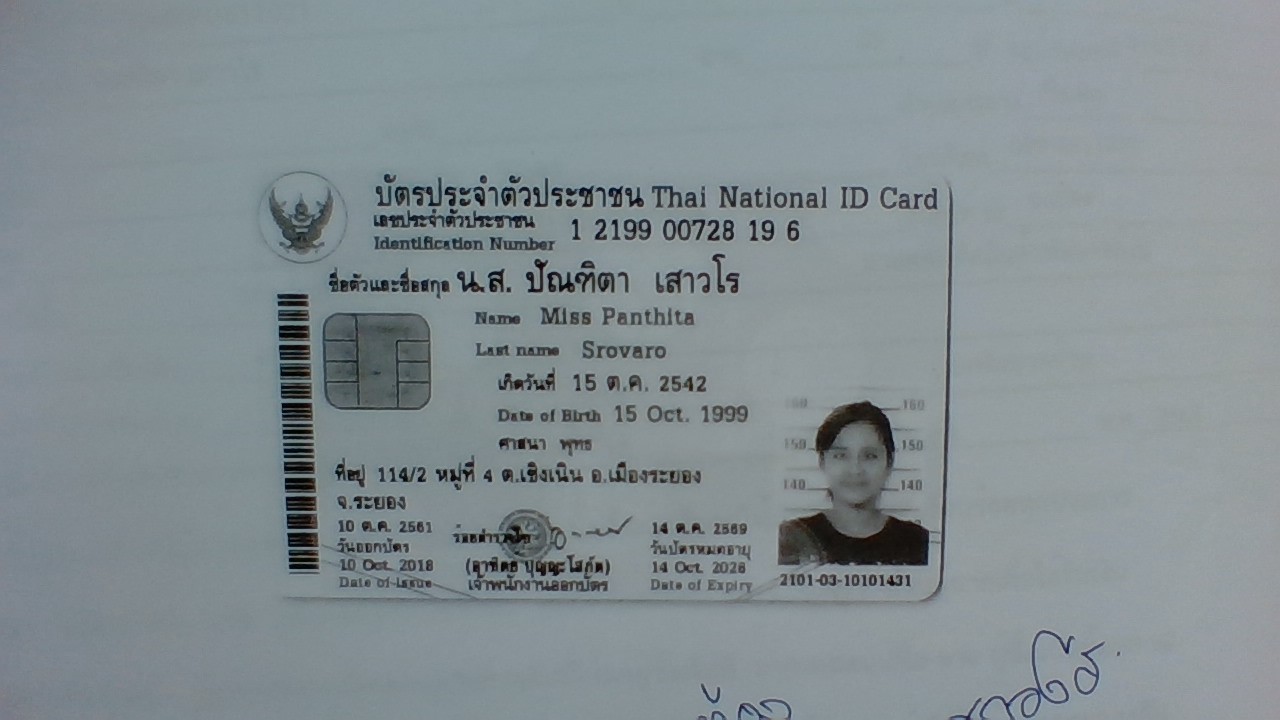 บัตรประจำตัวประชาชน Thai National ID Card
เลขประจำตัวประชาชน
Identification Number 1 2199 00728 19 6
ชื่อตัวและชื่อสกุล น.ส. ปัณฑิตา เสาวโร
Name Miss Panthita
Last name Srovaro
เกิดวันที่ 15 ต.ค. 2542
Date of Birth 15 Oct. 1999
ศาสนา พุทธ
ที่อยู่ 114/2 หมู่ที่ 4 ต.เชิงเนิน อ.เมืองระยอง
จ.ระยอง
10 ต.ค. 2561
วันออกบัตร
10 Oct. 2018
Date of Issue
เจ้าพนักงานออกบัตร
14 ต.ค. 2569
วันบัตรหมดอายุ
14 Oct. 2026
Date of Expiry
160 160
150 150
140 140
2101-03-10101431